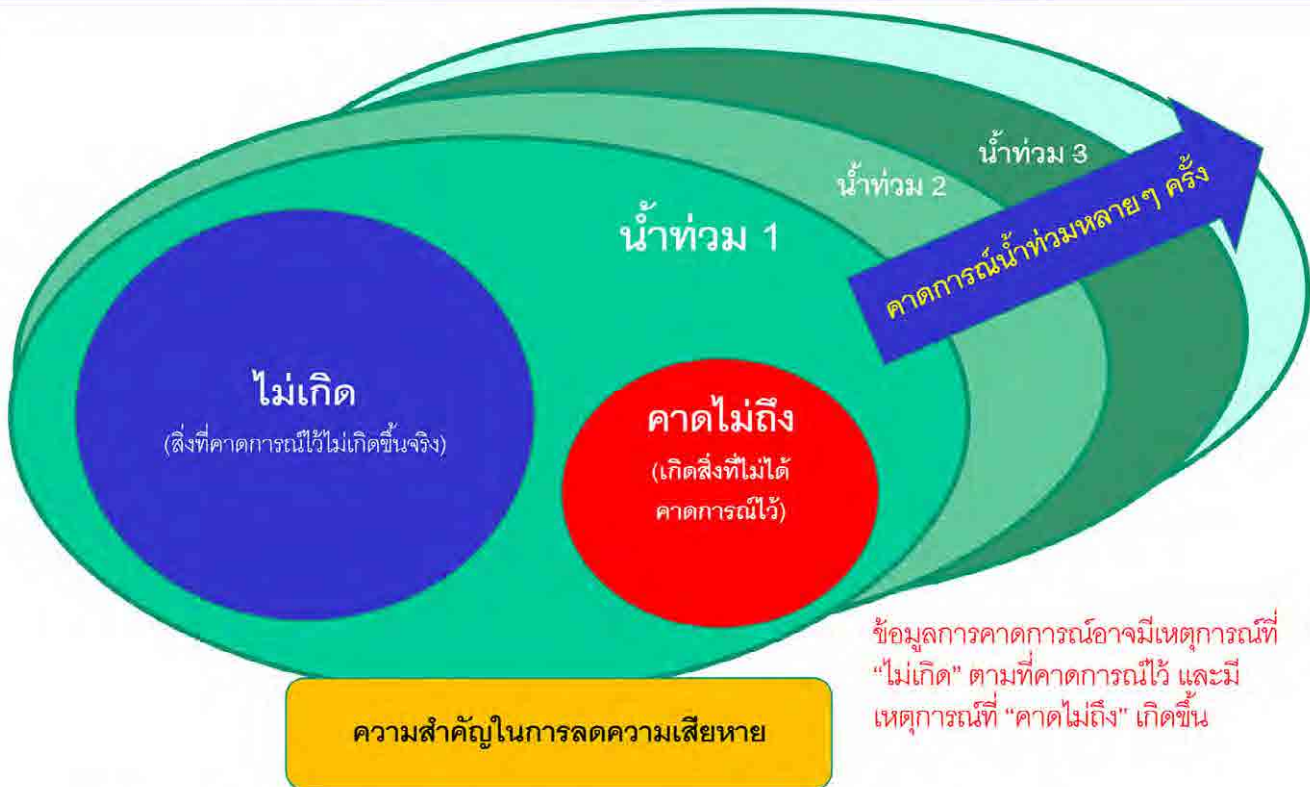 น้ำท่วม 3
น้ำท่วม 2
น้ำท่วม 1
คาดการณ์น้ำท่วมหลายๆ ครั้ง
ไม่เกิด
(สิ่งที่คาดการณ์ไว้ไม่เกิดขึ้นจริง)
คาดไม่ถึง
(เกิดสิ่งที่ไม่ได้
คาดการณ์ไว้)
ข้อมูลการคาดการณ์อาจมีเหตุการณ์ที่
“ไม่เกิด” ตามที่คาดการณ์ไว้ และมี
เหตุการณ์ที่ “คาดไม่ถึง” เกิดขึ้น
ความสำคัญในการลดความเสียหาย